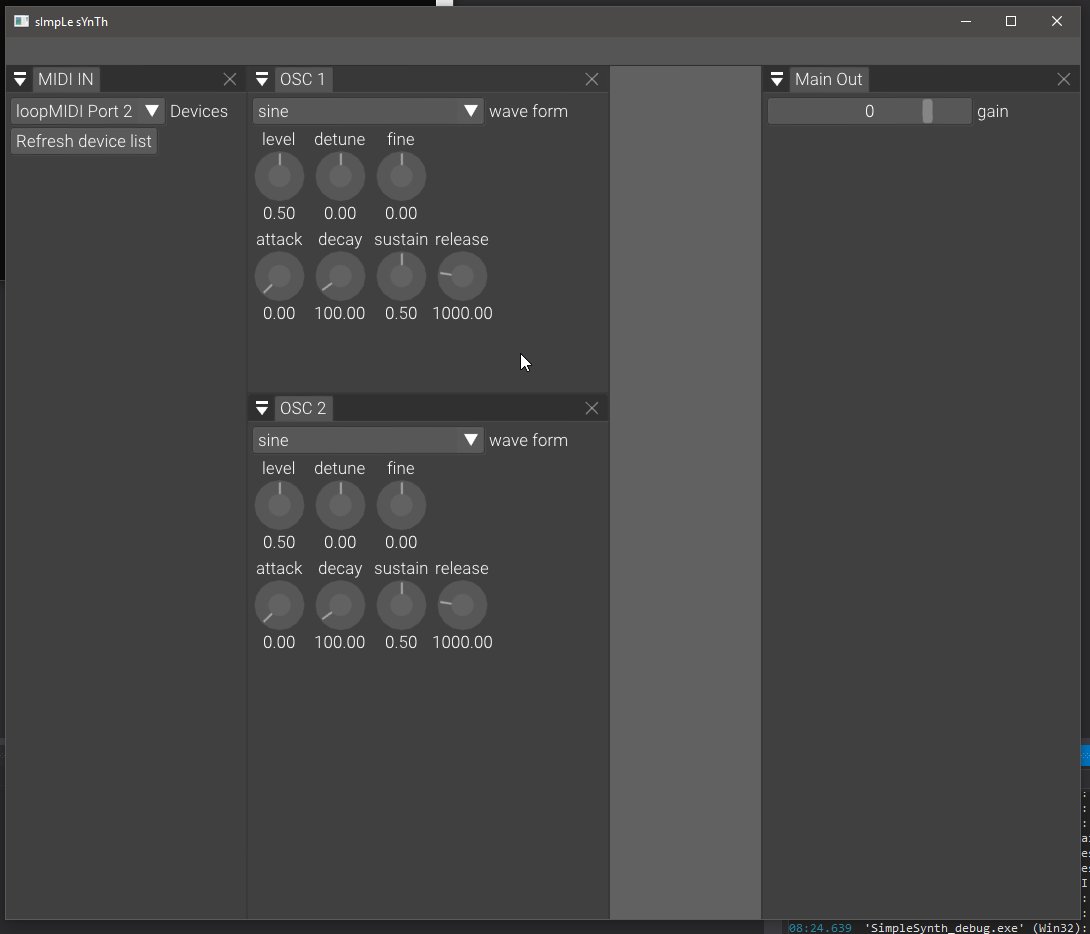 sImpLe sYnTh
MIDI IN
loopMIDI Port 2 Devices
Refresh device list
OSC 1
sine wave form
level detune fine
0.50 0.00 0.00
attack decay sustain release
0.00 100.00 0.50 1000.00
OSC 2
sine wave form
level detune fine
0.50 0.00 0.00
attack decay sustain release
0.00 100.00 0.50 1000.00
Main Out
0 gain
08:24.639 'SimpleSynth_debug.exe' (Win32):